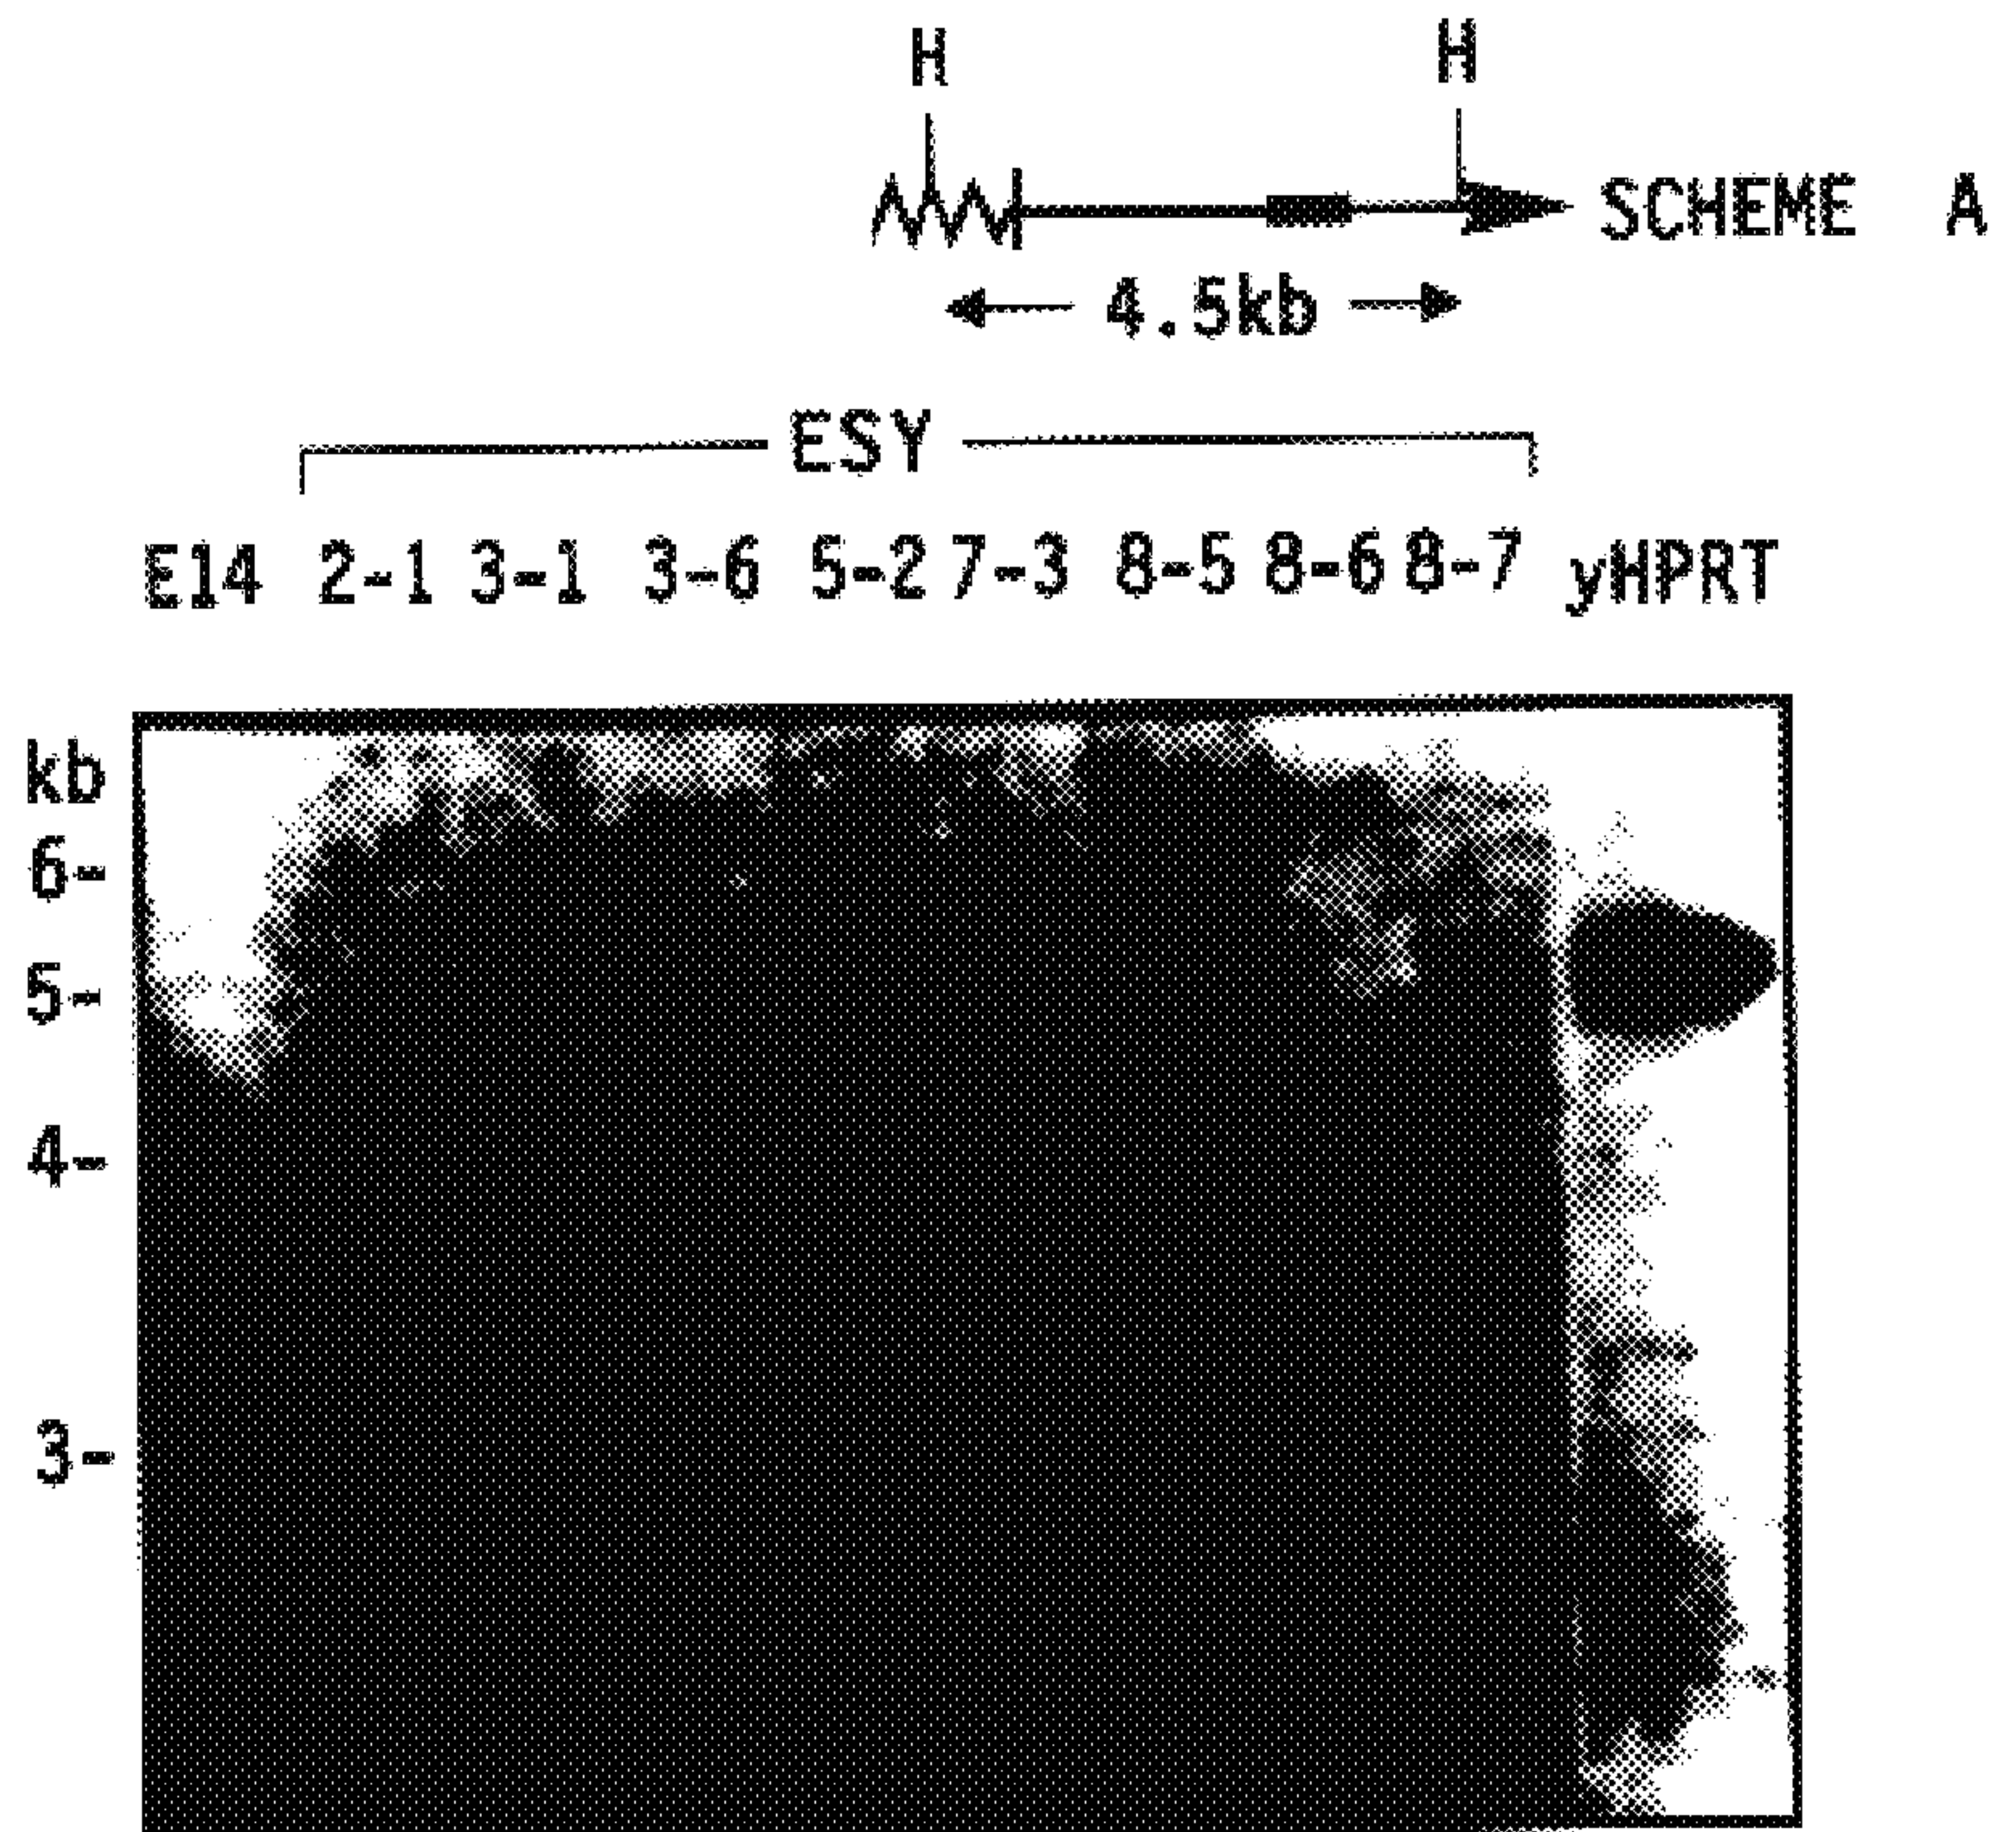 H H
SCHEME A
4.5kb
ESY
E14 2-1 3-1 3-6 5-2 7-3 8-5 8-6 8-7 yHPRT
kb
6-
5-
4-
3-